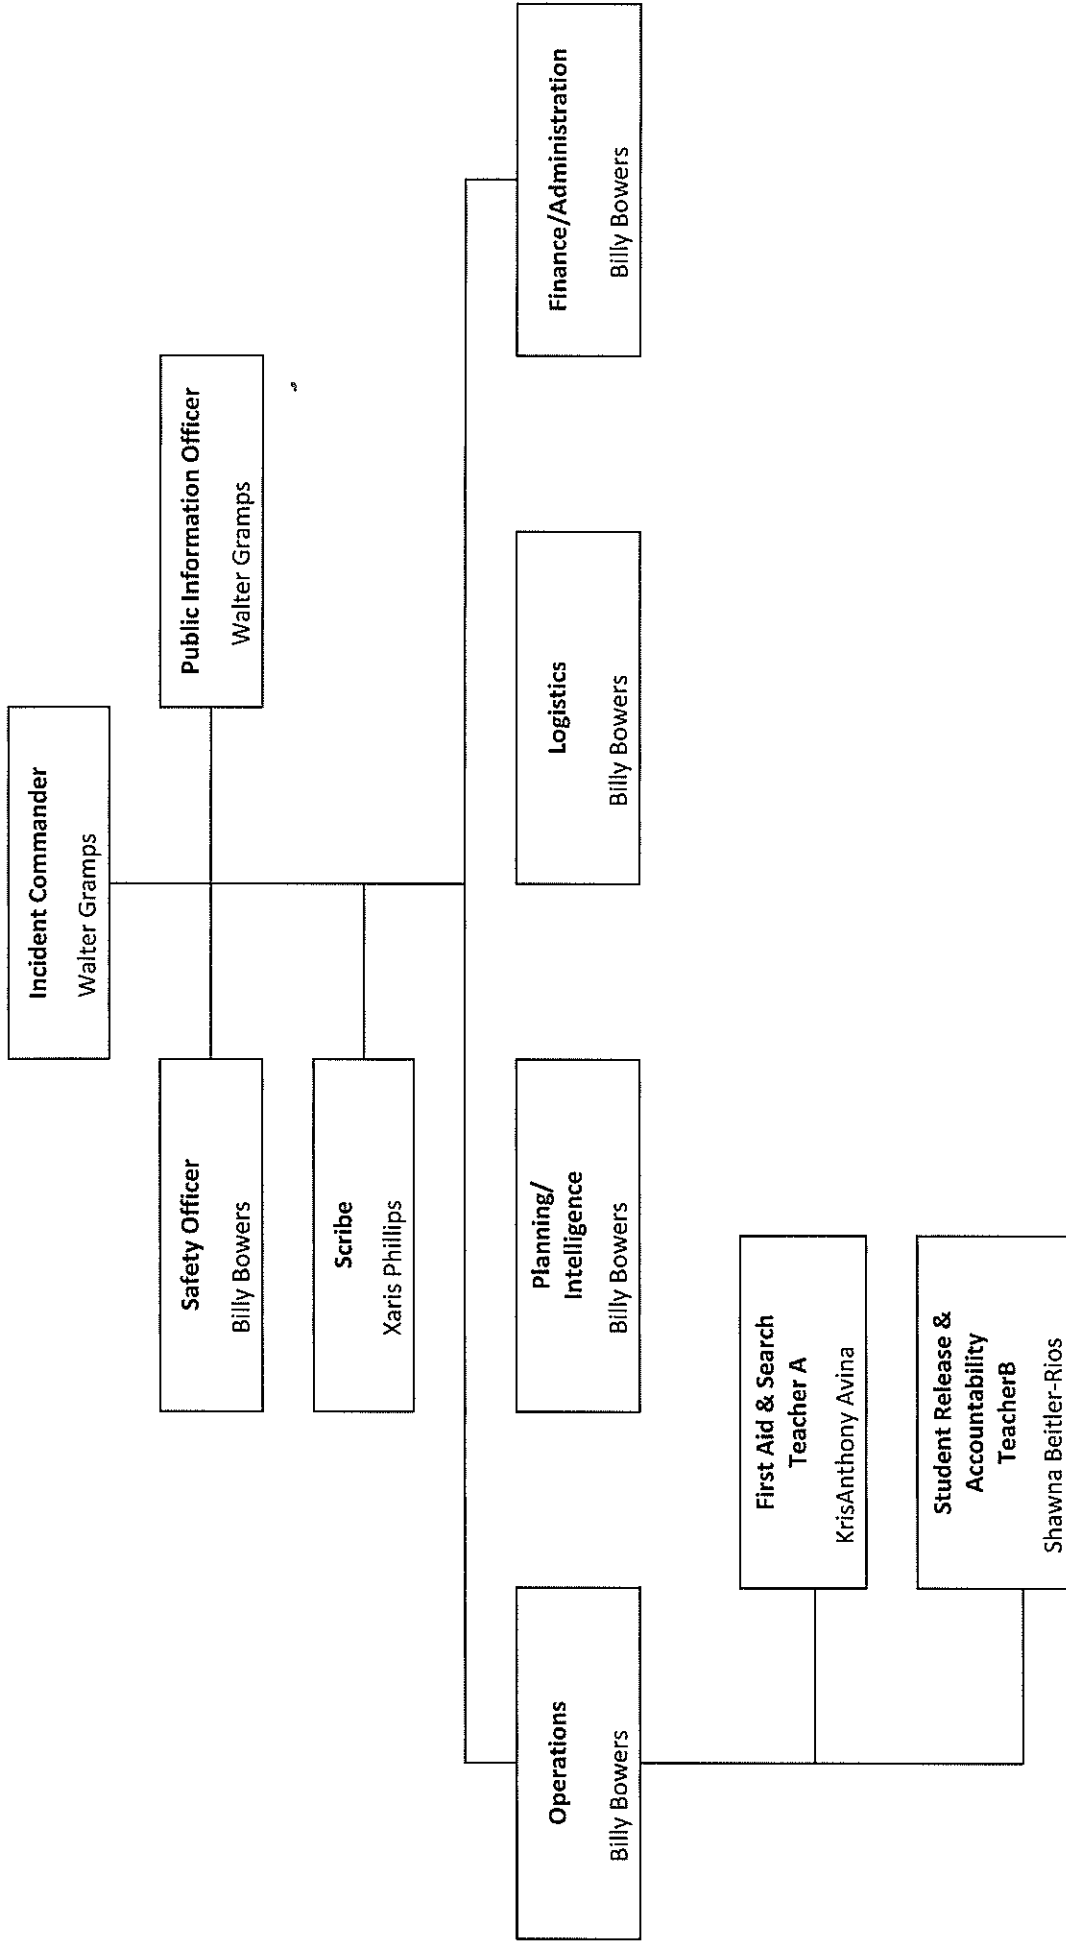 Incident Commander
Walter Gramps
Safety Officer
Billy Bowers
Public Information Officer
Walter Gramps
Scribe
Xaris Phillips
Operations
Billy Bowers
Planning/
Intelligence
Billy Bowers
Logistics
Billy Bowers
Finance/Administration
Billy Bowers
First Aid & Search
Teacher A
KrisAnthony Avina
Student Release &
Accountability
TeacherB
Shawna Beitler-Rios